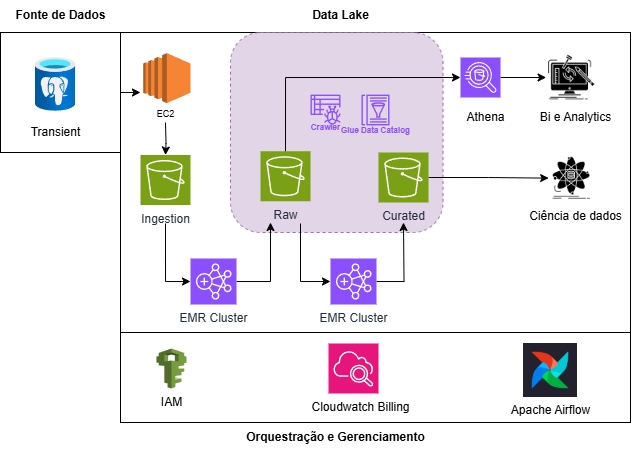 Fonte de Dados
Data Lake
Transient
EC2
Crawler
Glue Data Catalog
Athena
Bi e Analytics
Ingestion
Raw
Curated
Ciência de dados
EMR Cluster
EMR Cluster
IAM
Cloudwatch Billing
Apache Airflow
Orquestração e Gerenciamento